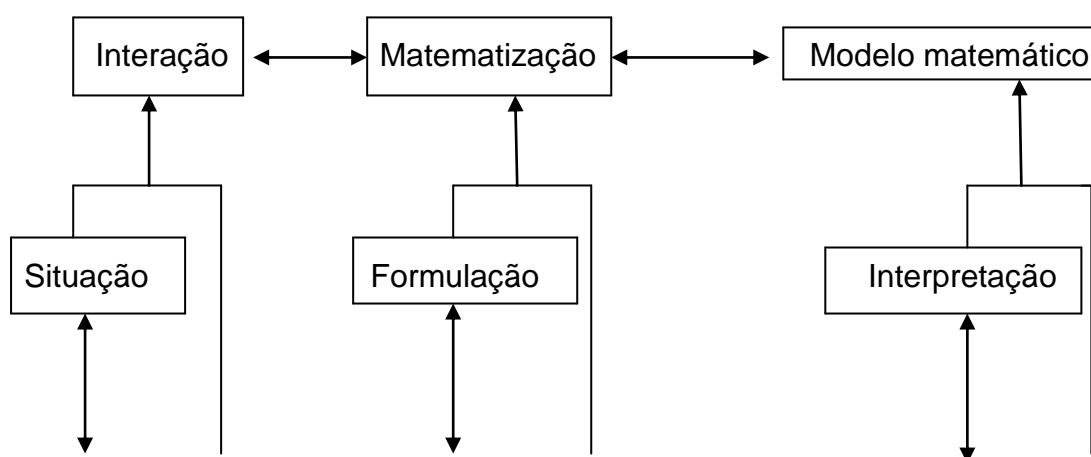 Interação
Matematização
Modelo matemático
Situação
Formulação
Interpretação